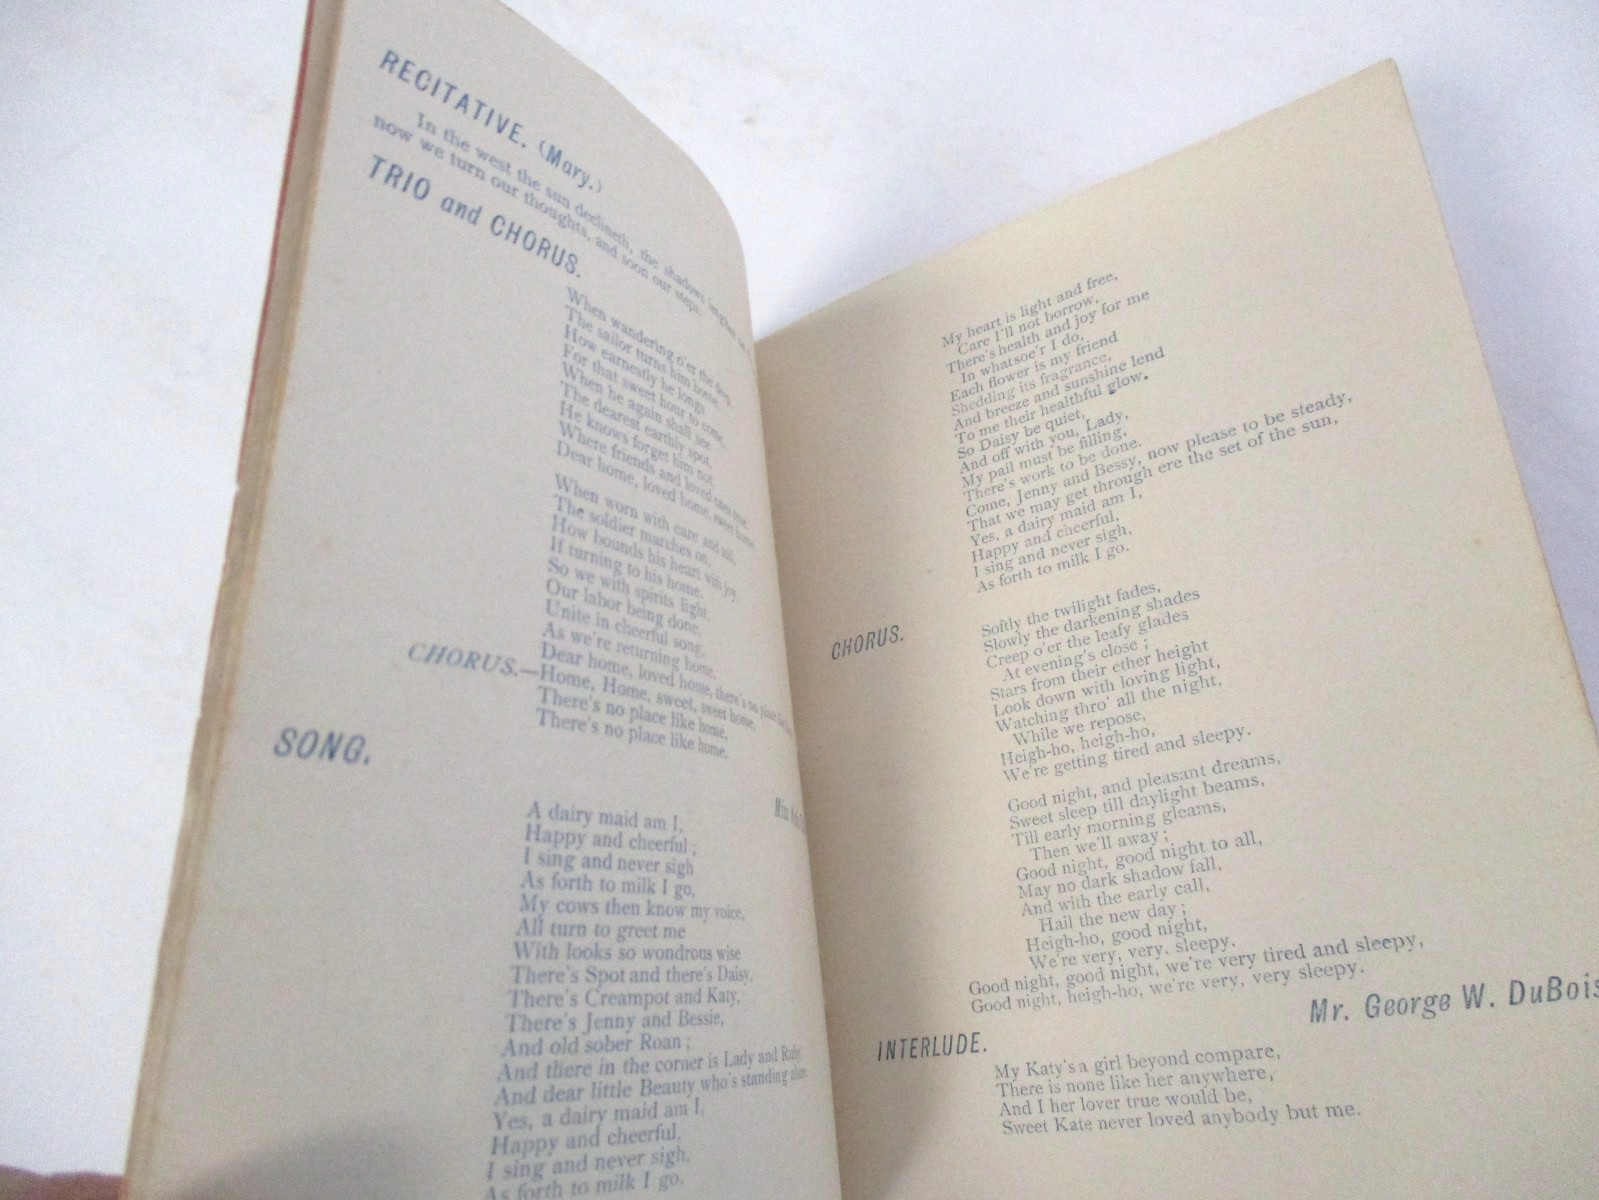 RECITATIVE. (Mary.)
In the west the sun declineth, the shadows
now we turn our thoughts, and soon our steps.
TRIO and CHORUS.
When wandering o'er the deep,
The sailor turns him home,
How earnestly he longs
For that sweet hour to come,
When he again shall see
The dearest earthly spot,
He knows forget him not,
Where friends and loved ones
Dear home, loved home, sweet home
When worn with care and toil,
The soldier marches on,
How bounds his heart with joy,
If turning to his home.
So we with spirits light,
Our labor being done,
Unite in cheerful song,
As we're returning home.
Dear home, loved home, there's no place
CHORUS.—Home, Home, sweet, sweet home,
There's no place like home,
There's no place like home.
SONG.
Miss
A dairy maid am I,
Happy and cheerful;
I sing and never sigh
As forth to milk I go,
My cows then know my voice,
All turn to greet me
With looks so wondrous wise
There's Spot and there's Daisy,
There's Creampot and Katy,
There's Jenny and Bessie,
And old sober Roan;
And there in the corner is Lady and Ruby
And dear little Beauty who's standing alone.
Yes, a dairy maid am I,
Happy and cheerful.
I sing and never sigh,
As forth to milk I go,
My heart is light and free,
Care I'll not borrow,
There's health and joy for me
In whatsoe'r I do,
Each flower is my friend
Shedding its fragrance,
And breeze and sunshine lend
To me their healthful glow.
So Daisy be quiet,
And off with you, Lady,
My pail must be filling,
There's work to be done.
Come, Jenny and Bessy, now please to be steady,
That we may get through ere the set of the sun,
Yes, a dairy maid am I,
Happy and cheerful,
I sing and never sigh,
As forth to milk I go.
CHORUS.
Softly the twilight fades,
Slowly the darkening shades
Creep o'er the leafy glades
At evening's close;
Stars from their ether height
Look down with loving light,
Watching thro' all the night,
While we repose,
Heigh-ho, heigh-ho,
We're getting tired and sleepy.
Good night, and pleasant dreams,
Sweet sleep till daylight beams,
Till early morning gleams,
Then we'll away;
Good night, good night to all,
May no dark shadow fall,
And with the early call,
Hail the new day;
Heigh-ho, good night,
We're very, very, sleepy.
Good night, good night, we're very tired and sleepy,
Good night, heigh-ho, we're very, very sleepy.
Mr. George W. DuBois
INTERLUDE.
My Katy's a girl beyond compare,
There is none like her anywhere,
And I her lover true would be,
Sweet Kate never loved anybody but me.